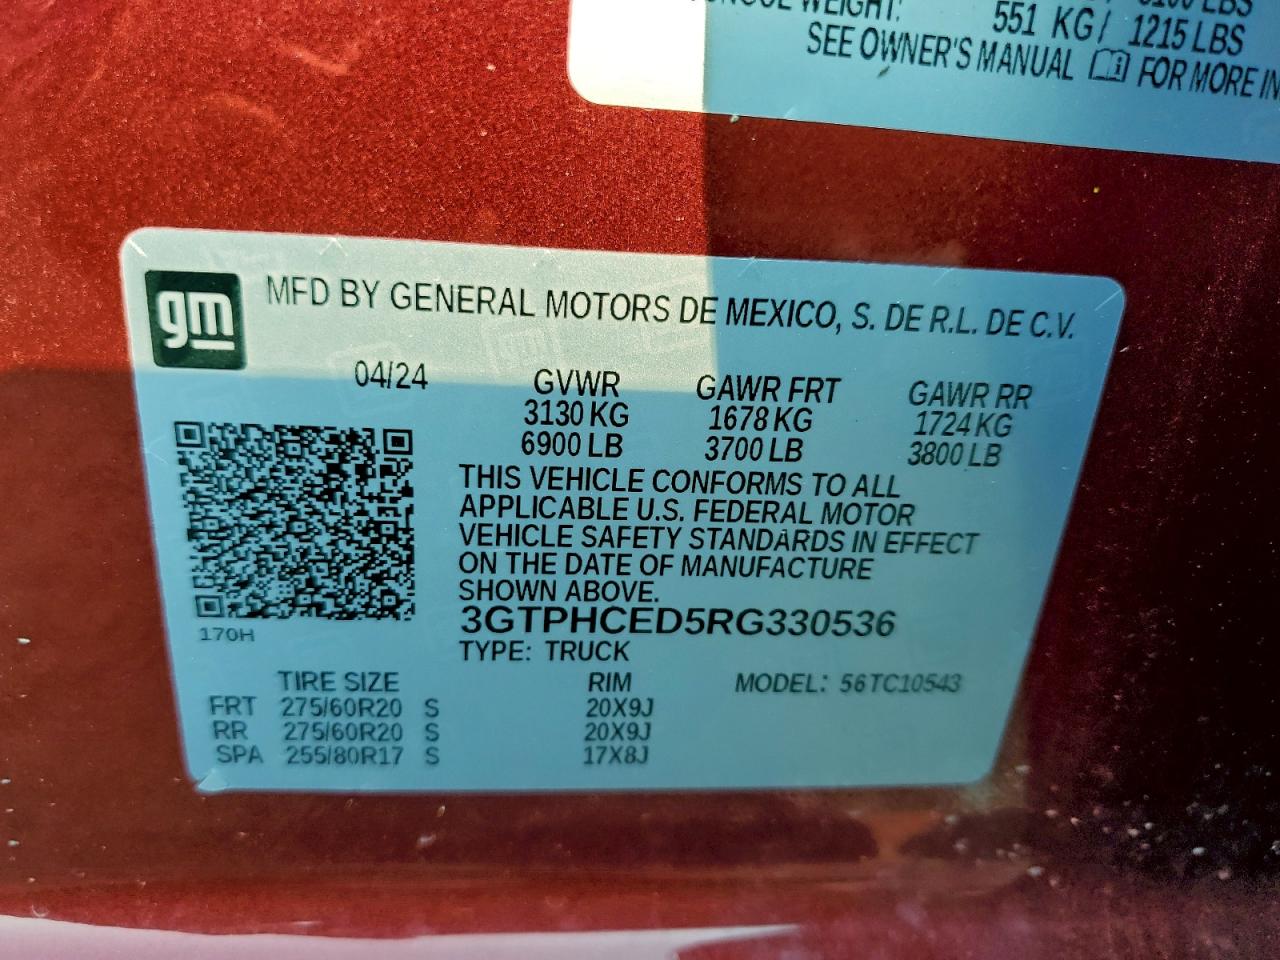 WEIGHT:
551 KG / 1215 LBS
SEE OWNER'S MANUAL FOR MORE
gm
MFD BY GENERAL MOTORS DE MEXICO, S. DE R.L. DE C.V.
04/24 GVWR GAWR FRT GAWR RR
3130 KG 1678 KG 1724 KG
6900 LB 3700 LB 3800 LB
THIS VEHICLE CONFORMS TO ALL
APPLICABLE U.S. FEDERAL MOTOR
VEHICLE SAFETY STANDARDS IN EFFECT
ON THE DATE OF MANUFACTURE
SHOWN ABOVE.
3GTPHCED5RG330536
170H
TYPE: TRUCK
TIRE SIZE RIM MODEL: 56TC10543
FRT 275/60R20 S 20X9J
RR 275/60R20 S 20X9J
SPA 255/80R17 S 17X8J